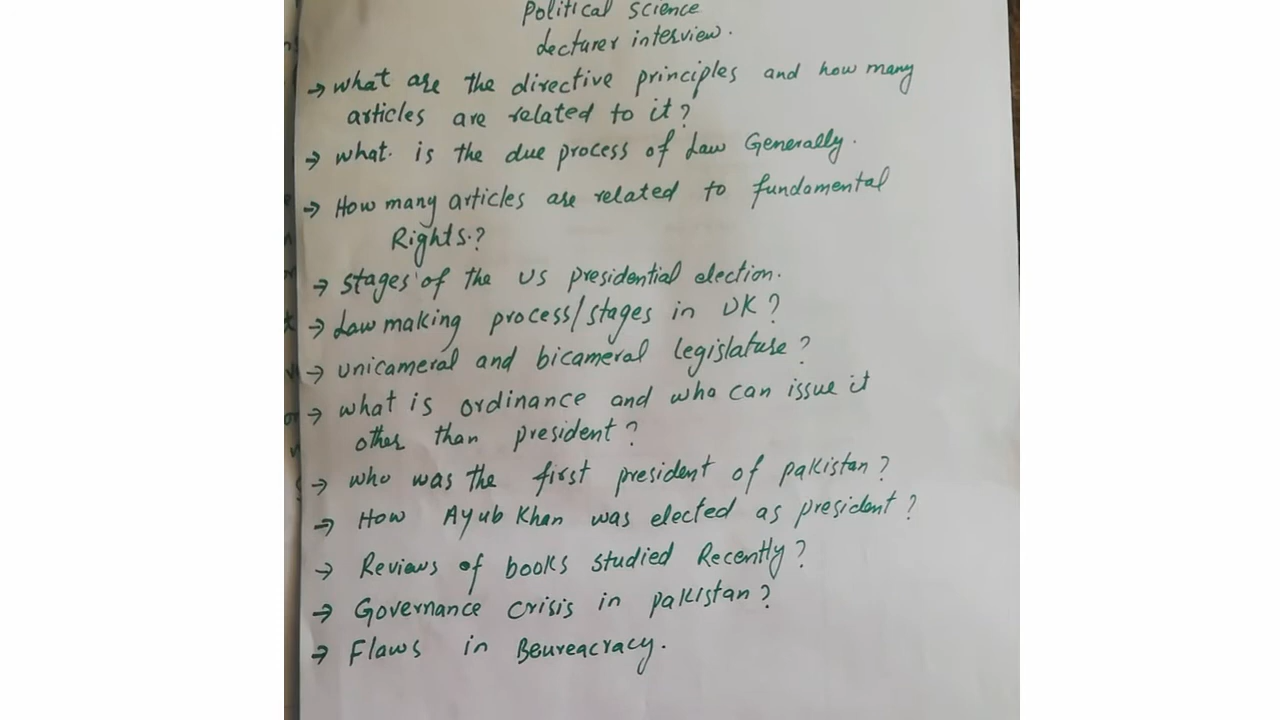 Political Science
Lecturer interview.
→ what are the directive principles and how many
articles are related to it?
→ what. is the due process of Law Generally.
→ How many articles are related to fundamental
Rights.?
→ stages of the US presidential election.
→ Law making process/stages in UK?
→ unicameral and bicameral legislature?
→ what is ordinance and who can issue it
other than president?
→ who was the first president of pakistan?
→ How Ayub Khan was elected as president?
→ Reviews of books studied Recently?
→ Governance crisis in pakistan?
→ Flaws in Beureacracy.